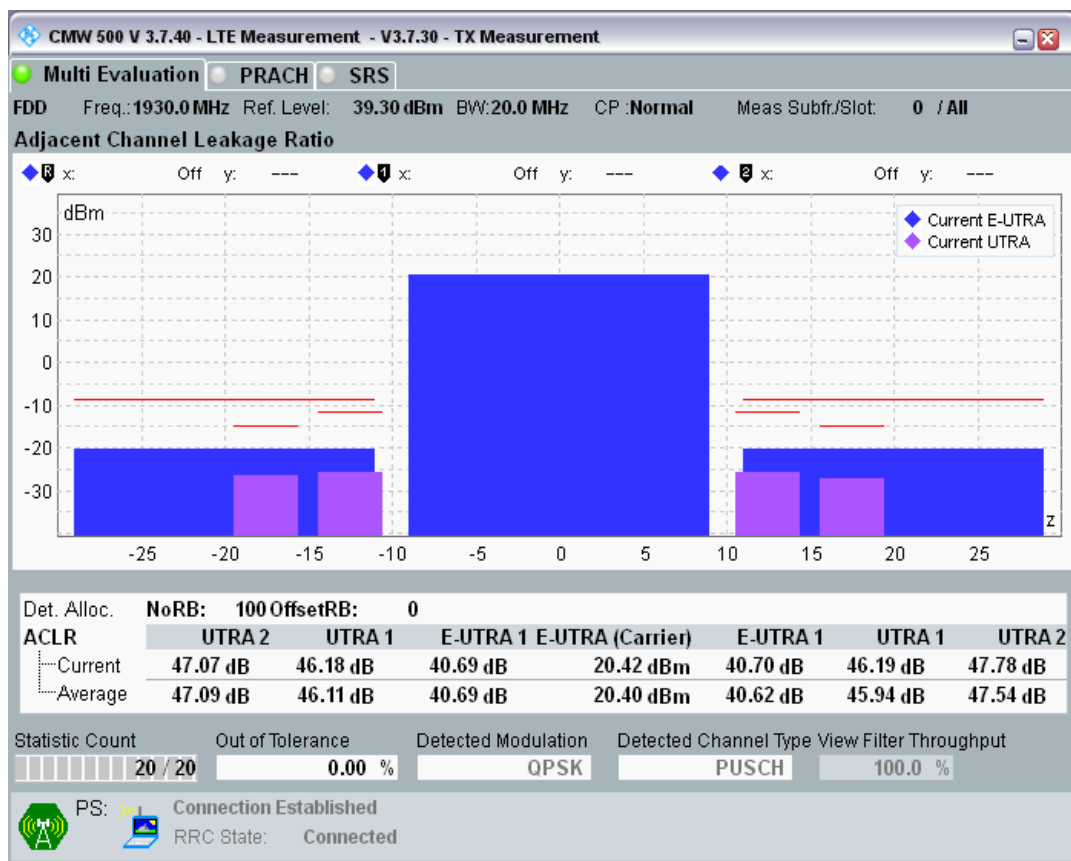 CMW 500 V 3.7.40 - LTE Measurement - V3.7.30 - TX Measurement
Multi Evaluation PRACH SRS
FDD Freq.: 1930.0 MHz Ref. Level: 39.30 dBm BW: 20.0 MHz CP : Normal Meas Subfr./Slot: 0 / All
Adjacent Channel Leakage Ratio
R x: Off y: --- 1 x: Off y: --- 2 x: Off y: ---
dBm
Current E-UTRA
Current UTRA
30
20
10
0
-10
-20
-30
z
-25 -20 -15 -10 -5 0 5 10 15 20 25
Det. Alloc. NoRB: 100 OffsetRB: 0
ACLR UTRA 2 UTRA 1 E-UTRA 1 E-UTRA (Carrier) E-UTRA 1 UTRA 1 UTRA 2
Current 47.07 dB 46.18 dB 40.69 dB 20.42 dBm 40.70 dB 46.19 dB 47.78 dB
Average 47.09 dB 46.11 dB 40.69 dB 20.40 dBm 40.62 dB 45.94 dB 47.54 dB
Statistic Count Out of Tolerance Detected Modulation Detected Channel Type View Filter Throughput
20 / 20 0.00 % QPSK PUSCH 100.0 %
PS: Connection Established
RRC State: Connected